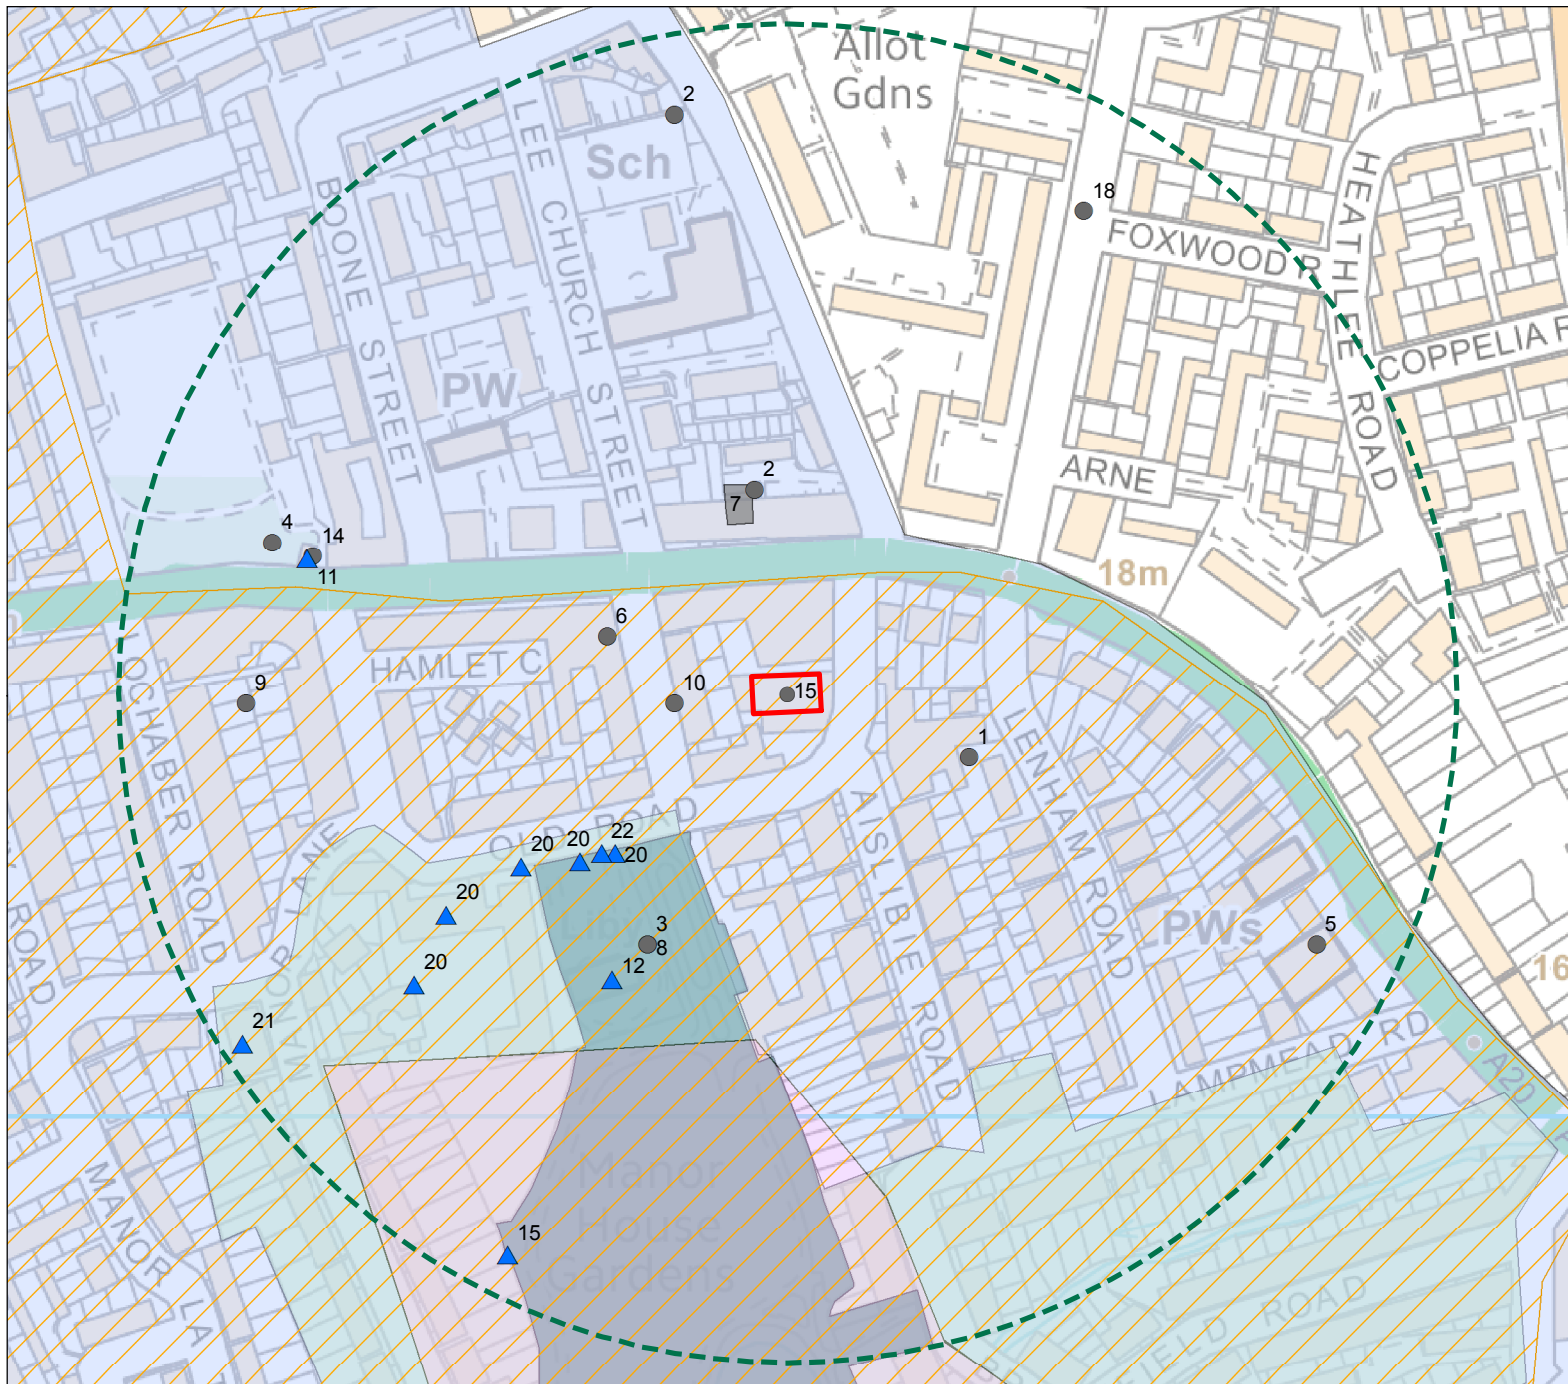 Allot
Gdns
2
Sch
LEE CHURCH STREET
BOONE STREET
18
FOXWOOD R
HEATHLEE ROAD
COPPELIA R
PW
ARNE
2
7
4
14
11
18m
6
HAMLET C
9
10
15
1
LOCHABER ROAD
LENHAM ROAD
AISLIBIE ROAD
OLD ROAD
20
20
22
20
20
Liby
3
8
12
PWs
5
16
20
21
MANOR LA
LAMPMEAD RD
A20
Manor
House
Gardens
15
ROAD